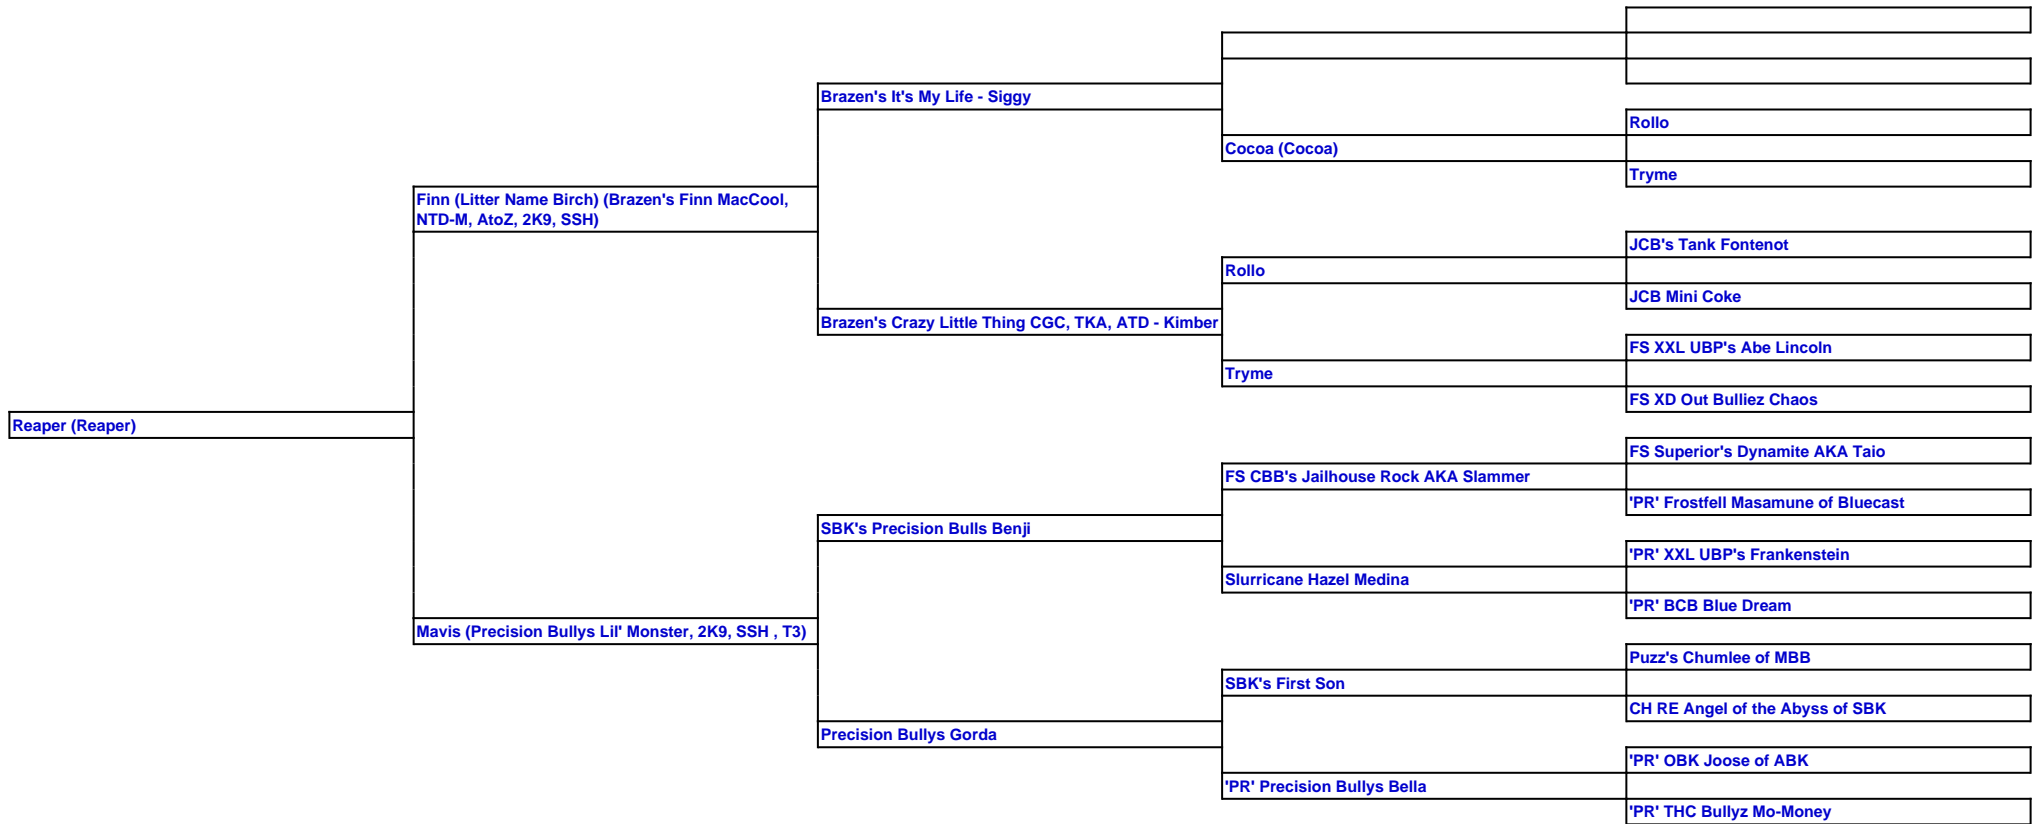 Brazen's It's My Life - Siggy
Rollo
Cocoa (Cocoa)
Tryme
Finn (Litter Name Birch) (Brazen's Finn MacCool,
NTD-M, AtoZ, 2K9, SSH)
JCB's Tank Fontenot
Rollo
JCB Mini Coke
Brazen's Crazy Little Thing CGC, TKA, ATD - Kimber
FS XXL UBP's Abe Lincoln
Tryme
FS XD Out Bulliez Chaos
Reaper (Reaper)
FS Superior's Dynamite AKA Taio
FS CBB's Jailhouse Rock AKA Slammer
'PR' Frostfell Masamune of Bluecast
SBK's Precision Bulls Benji
'PR' XXL UBP's Frankenstein
Slurricane Hazel Medina
'PR' BCB Blue Dream
Mavis (Precision Bullys Lil' Monster, 2K9, SSH , T3)
Puzz's Chumlee of MBB
SBK's First Son
CH RE Angel of the Abyss of SBK
Precision Bullys Gorda
'PR' OBK Joose of ABK
'PR' Precision Bullys Bella
'PR' THC Bullyz Mo-Money